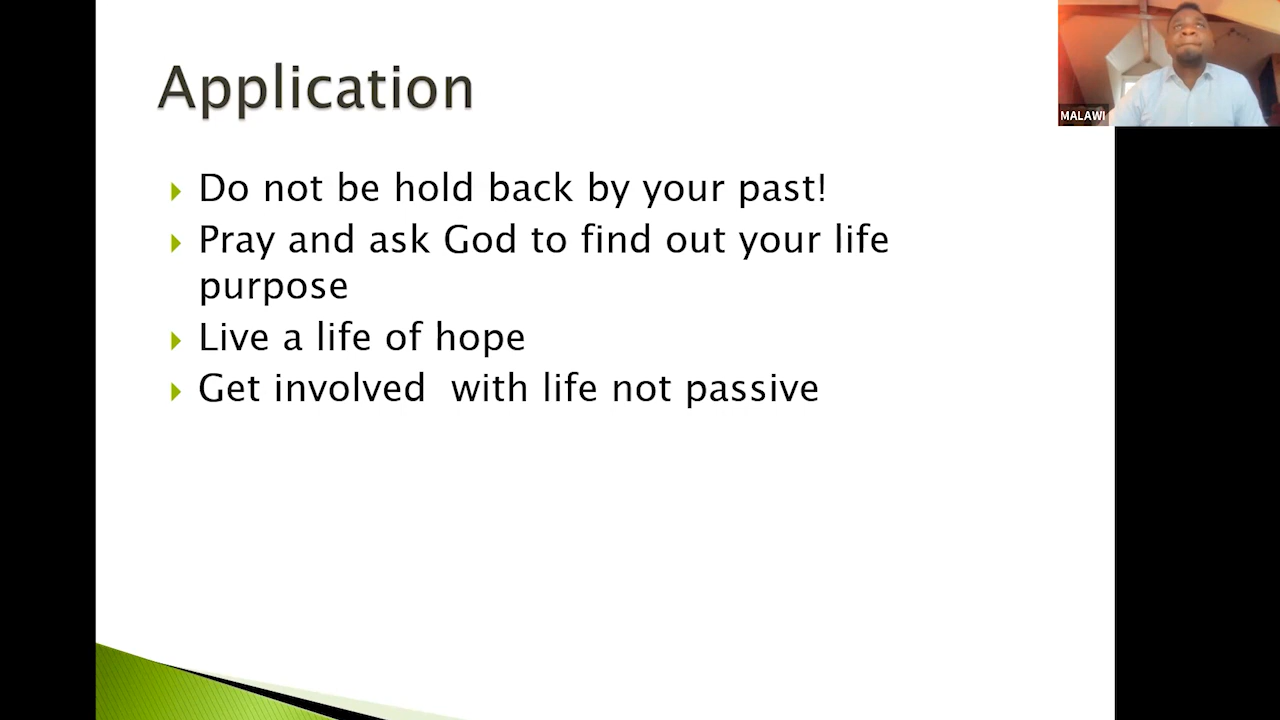 Application
Do not be hold back by your past!
Pray and ask God to find out your life
purpose
Live a life of hope
Get involved  with life not passive
MALAWI